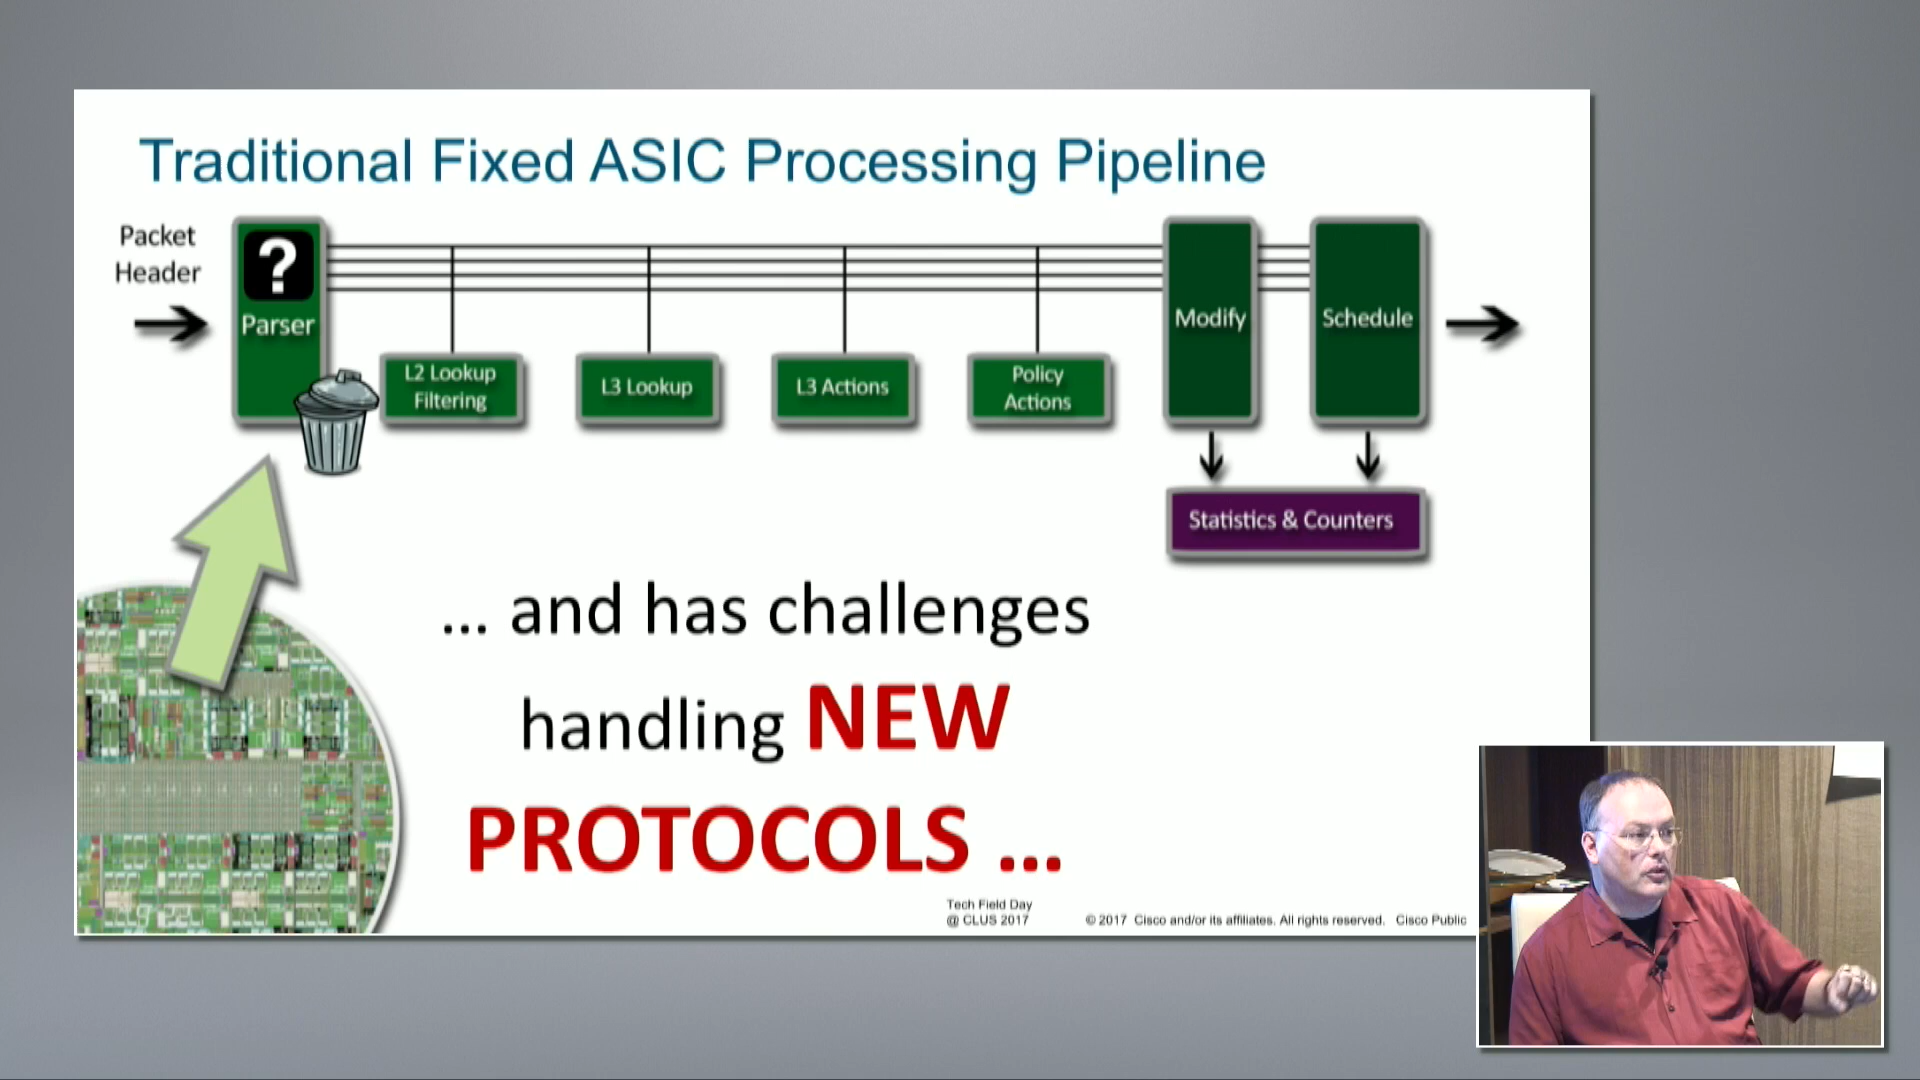 Traditional Fixed ASIC Processing Pipeline
Packet
Header
?
Parser
L2 Lookup
Filtering
L3 Lookup
L3 Actions
Policy
Actions
Modify
Schedule
Statistics & Counters
... and has challenges
handling NEW
PROTOCOLS ...
Tech Field Day
@ CLUS 2017
© 2017 Cisco and/or its affiliates. All rights reserved. Cisco Public